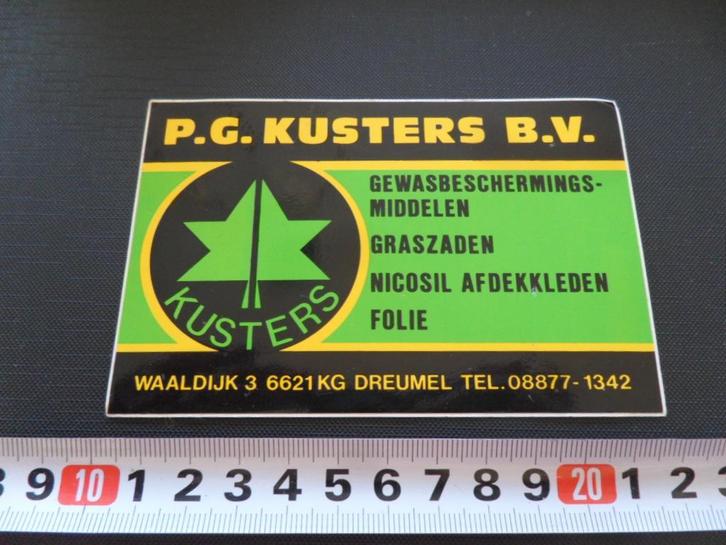 P.G. KUSTERS B.V.
GEWASBESCHERMINGS-
MIDDELEN
GRASZADEN
NICOSIL AFDEKKLEDEN
FOLIE
KUSTERS
WAALDIJK 3 6621KG DREUMEL TEL. 08877-1342
9 10 1 2 3 4 5 6 7 8 9 20 1 2